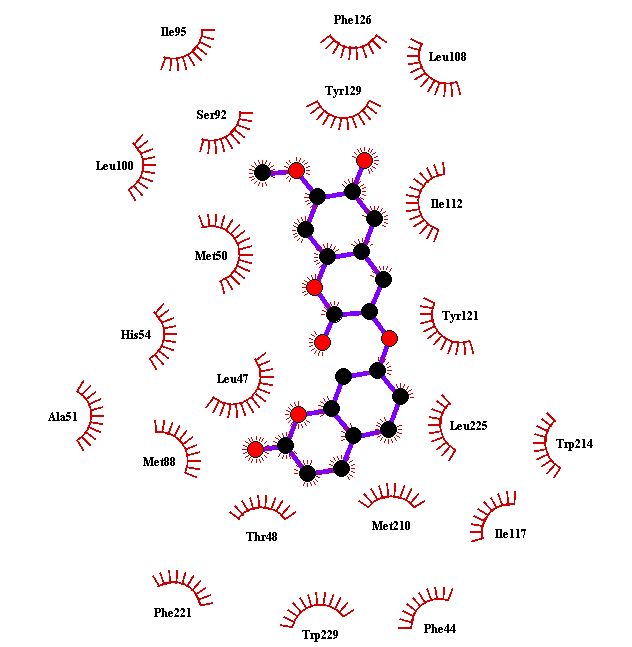 Phe126
Ile95
Leu108
Tyr129
Ser92
Leu100
Ile112
Met50
Tyr121
His54
Leu47
Ala51
Leu225
Trp214
Met88
Met210
Thr48
Ile117
Phe221
Trp229
Phe44